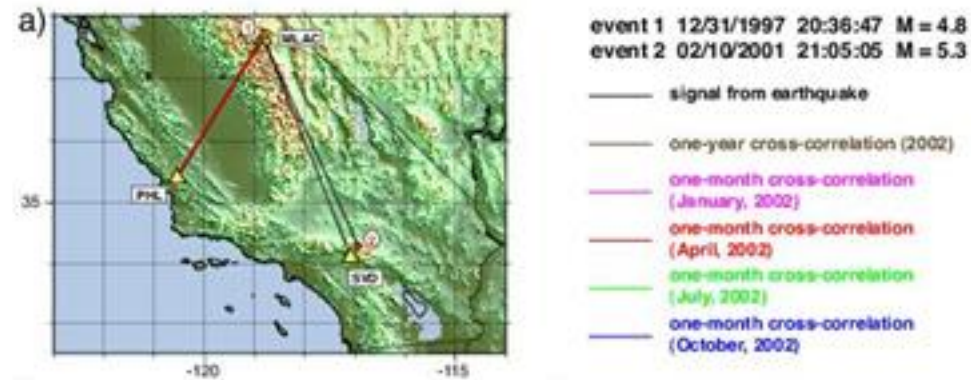 a)
event 1 12/31/1997 20:36:47 M = 4.8
event 2 02/10/2001 21:05:05 M = 5.3
signal from earthquake
one-year cross-correlation (2002)
one-month cross-correlation
(January, 2002)
one-month cross-correlation
(April, 2002)
one-month cross-correlation
(July, 2002)
one-month cross-correlation
(October, 2002)
1
MLAC
PHL
35
2
SVD
-120
-115